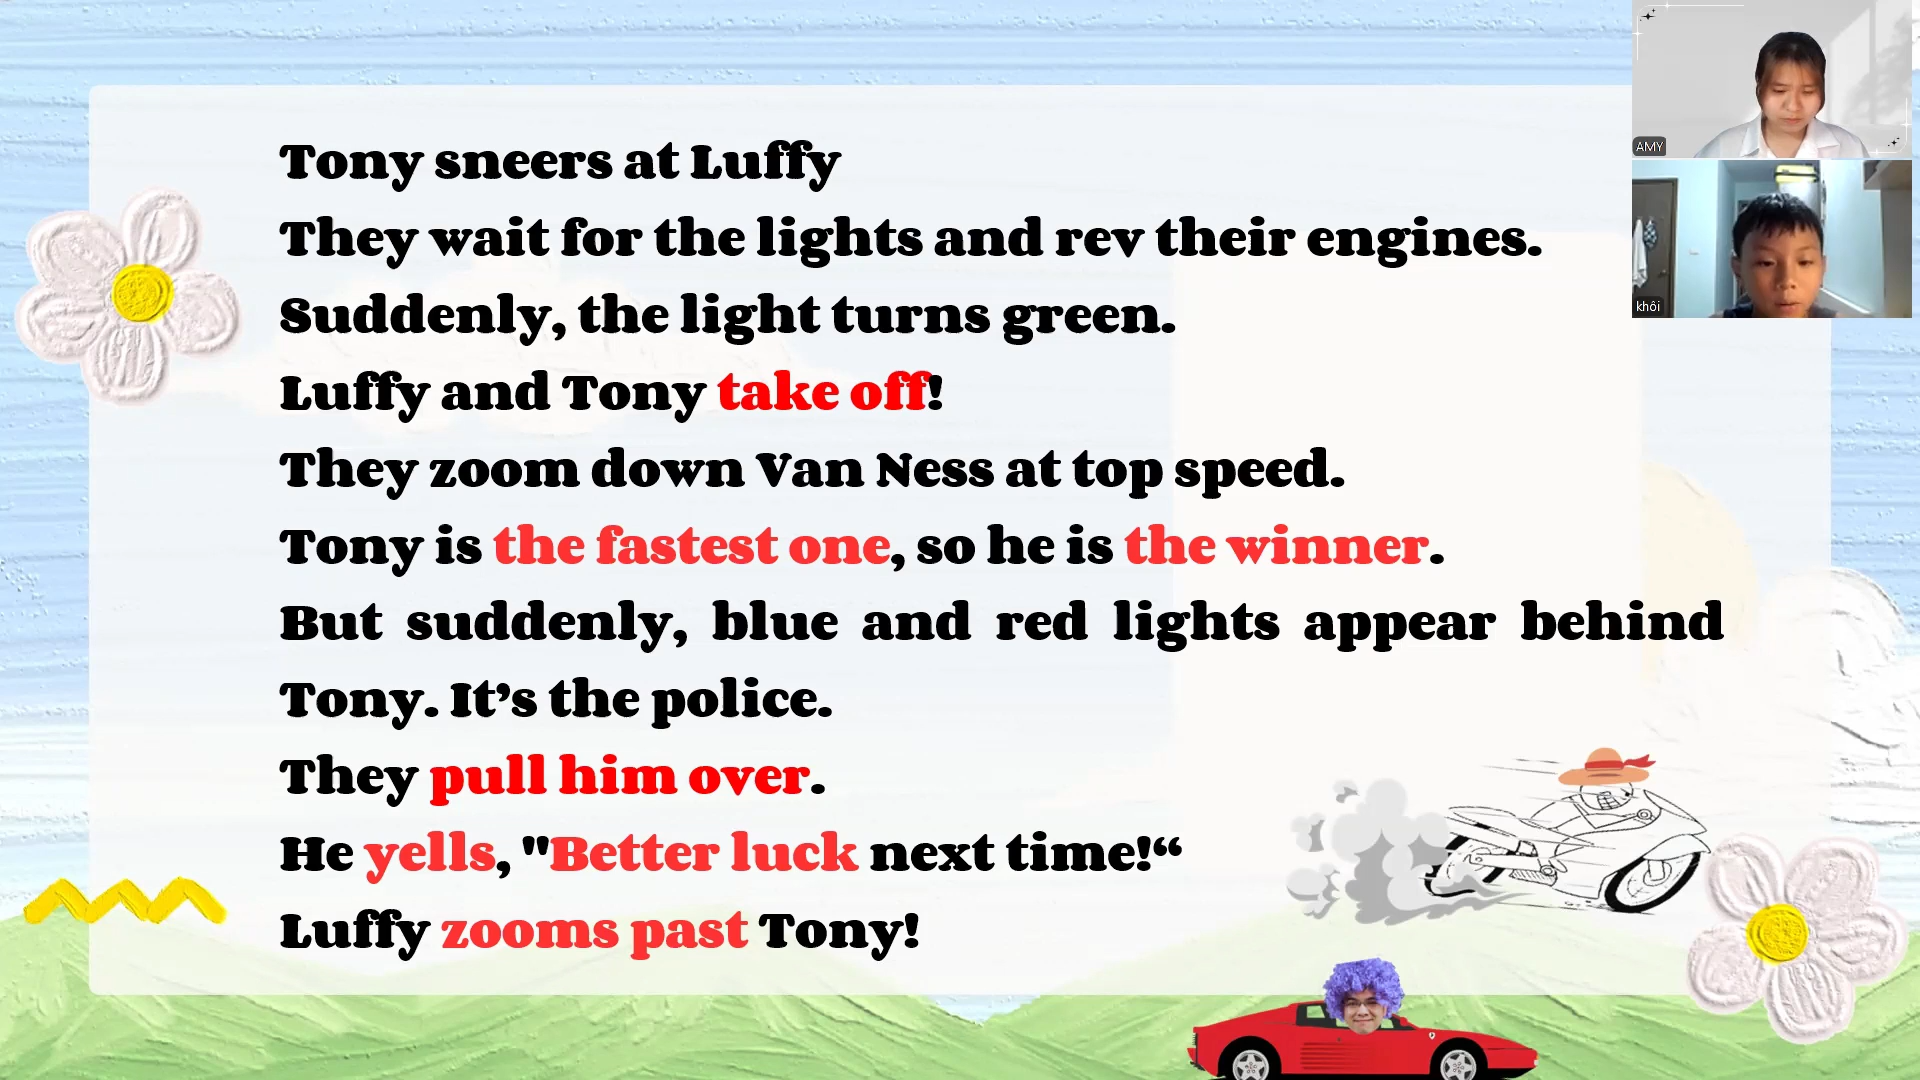 Tony sneers at Luffy
They wait for the lights and rev their engines.
Suddenly, the light turns green.
Luffy and Tony take off!
They zoom down Van Ness at top speed.
Tony is the fastest one, so he is the winner.
But suddenly, blue and red lights appear behind
Tony. It’s the police.
They pull him over.
He yells, "Better luck next time!“
Luffy zooms past Tony!
AMY
khôi